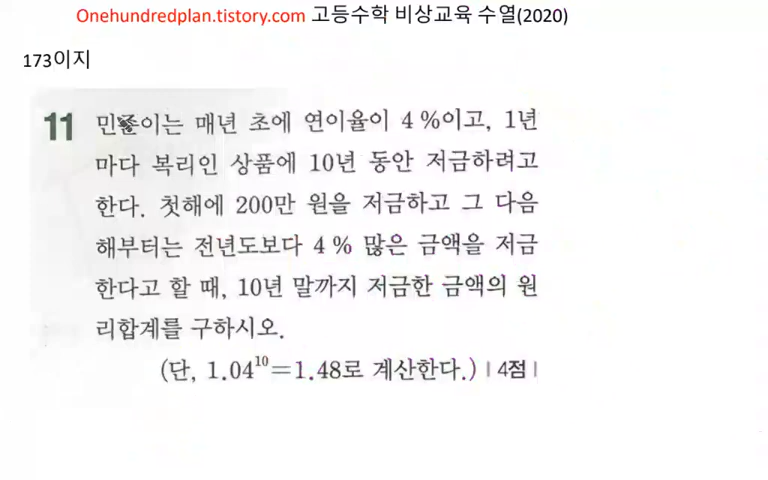 Onehundredplan.tistory.com 고등수학 비상교육 수열(2020)
173이지
11 이는 매년 초에 연이율이 4 %이고, 1년
마다 복리인 상품에 10년 동안 저금하려고
한다. 첫해에 200만 원을 저금하고 그 다음
해부터는 전년도보다 4 % 많은 금액을 저금
한다고 할 때, 10년 말까지 저금한 금액의 원
리합계를 구하시오.
(단, 1.04¹⁰=1.48로 계산한다.) | 4점 |